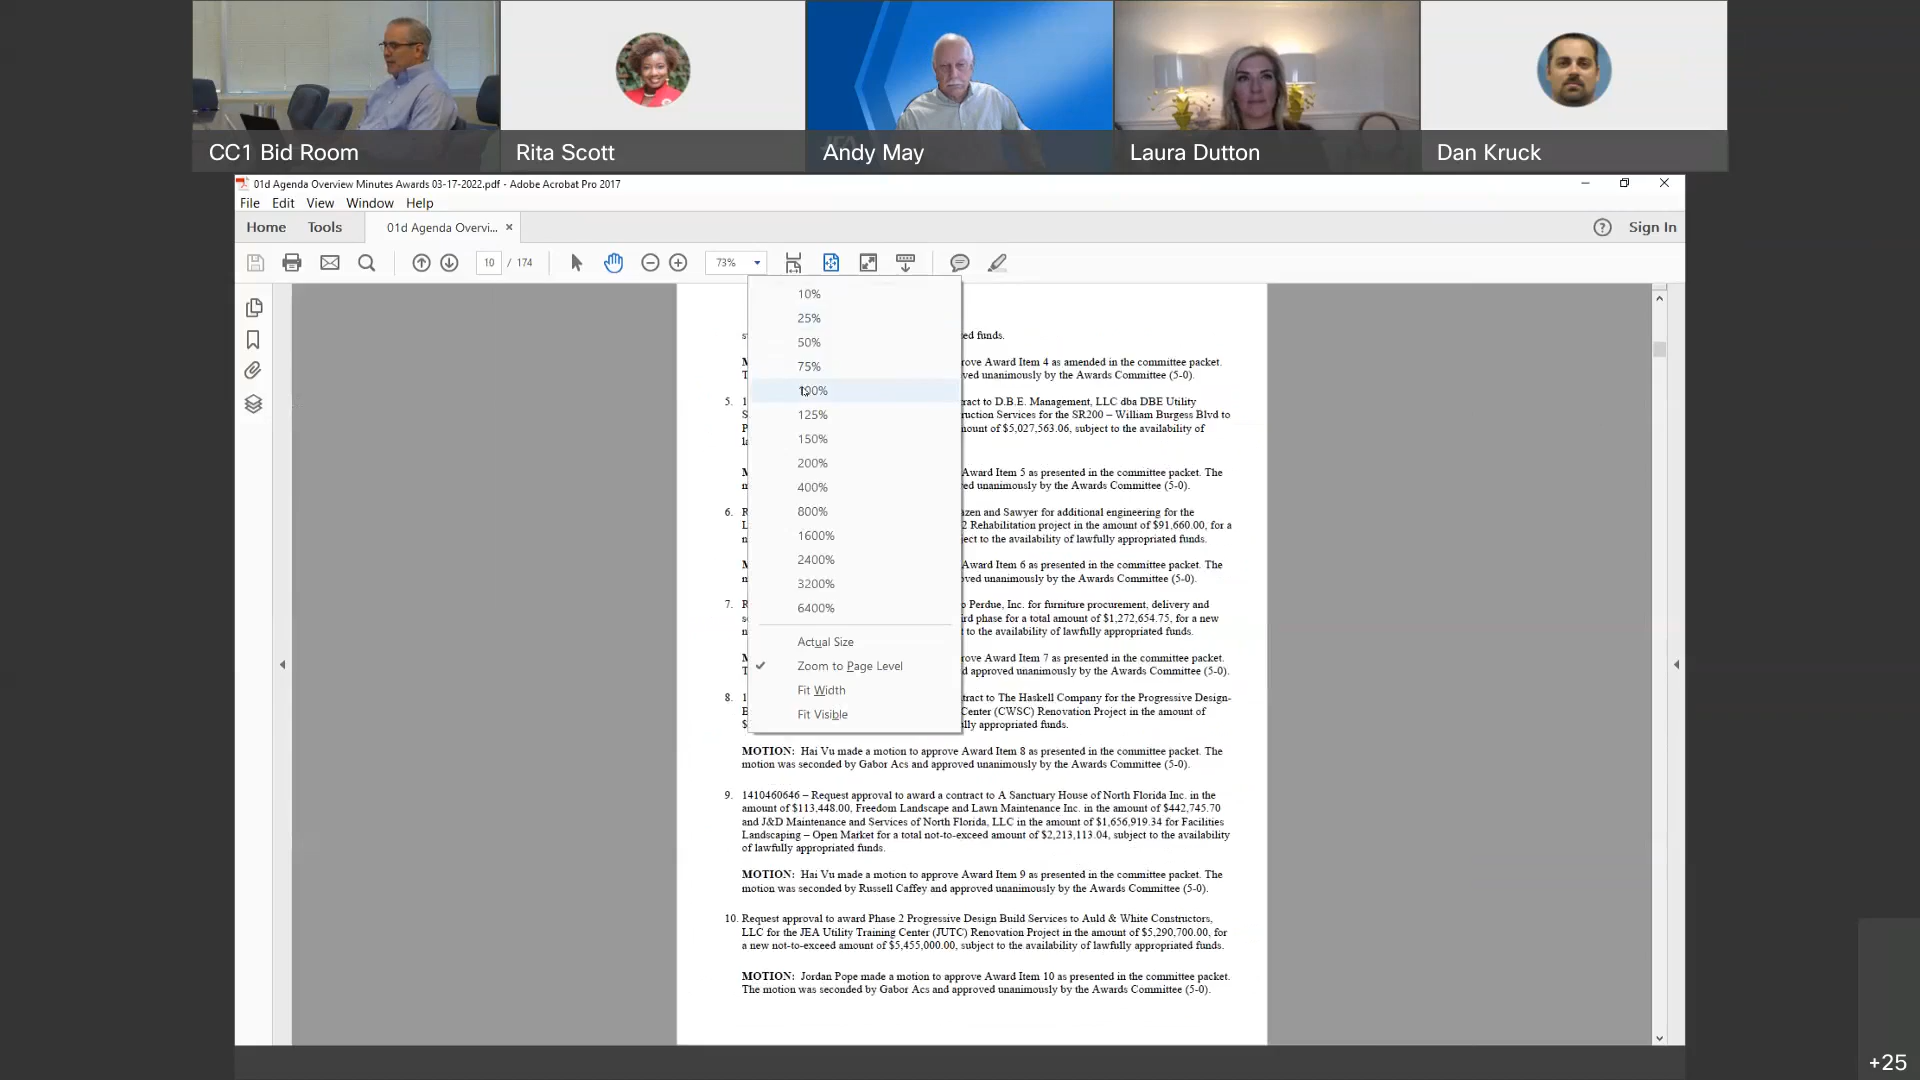 CC1 Bid Room
Rita Scott
Andy May
Laura Dutton
Dan Kruck
01d Agenda Overview Minutes Awards 03-17-2022.pdf - Adobe Acrobat Pro 2017
File Edit View Window Help
Home Tools 01d Agenda Overvi... ×
Sign In
10 / 174
73%
10%
25%
50%
75%
100%
125%
150%
200%
400%
800%
1600%
2400%
3200%
6400%
Actual Size
Zoom to Page Level
Fit Width
Fit Visible
ed funds.
rove Award Item 4 as amended in the committee packet.
ved unanimously by the Awards Committee (5-0).
5. 1 ract to D.B.E. Management, LLC dba DBE Utility
S ruction Services for the SR200 – William Burgess Blvd to
P nount of $5,027,563.06, subject to the availability of
la
Award Item 5 as presented in the committee packet. The
ed unanimously by the Awards Committee (5-0).
6. R azen and Sawyer for additional engineering for the
L 2 Rehabilitation project in the amount of $91,660.00, for a
n ject to the availability of lawfully appropriated funds.
Award Item 6 as presented in the committee packet. The
ved unanimously by the Awards Committee (5-0).
7. R o Perdue, Inc. for furniture procurement, delivery and
s ird phase for a total amount of $1,272,654.75, for a new
n t to the availability of lawfully appropriated funds.
rove Award Item 7 as presented in the committee packet.
d approved unanimously by the Awards Committee (5-0).
8. 1 tract to The Haskell Company for the Progressive Design-
B Center (CWSC) Renovation Project in the amount of
$ lly appropriated funds.
MOTION: Hai Vu made a motion to approve Award Item 8 as presented in the committee packet. The
motion was seconded by Gabor Acs and approved unanimously by the Awards Committee (5-0).
9. 1410460646 – Request approval to award a contract to A Sanctuary House of North Florida Inc. in the
amount of $113,448.00, Freedom Landscape and Lawn Maintenance Inc. in the amount of $442,745.70
and J&D Maintenance and Services of North Florida, LLC in the amount of $1,656,919.34 for Facilities
Landscaping – Open Market for a total not-to-exceed amount of $2,213,113.04, subject to the availability
of lawfully appropriated funds.
MOTION: Hai Vu made a motion to approve Award Item 9 as presented in the committee packet. The
motion was seconded by Russell Caffey and approved unanimously by the Awards Committee (5-0).
10. Request approval to award Phase 2 Progressive Design Build Services to Auld & White Constructors,
LLC for the JEA Utility Training Center (JUTC) Renovation Project in the amount of $5,290,700.00, for
a new not-to-exceed amount of $5,455,000.00, subject to the availability of lawfully appropriated funds.
MOTION: Jordan Pope made a motion to approve Award Item 10 as presented in the committee packet.
The motion was seconded by Gabor Acs and approved unanimously by the Awards Committee (5-0).
+25